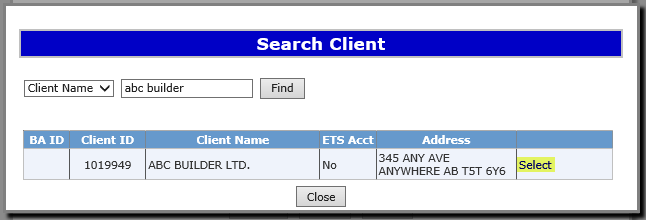 Search Client
Client Name abc builder Find
BA ID Client ID Client Name ETS Acct Address
1019949 ABC BUILDER LTD. No 345 ANY AVE
ANYWHERE AB T5T 6Y6 Select
Close